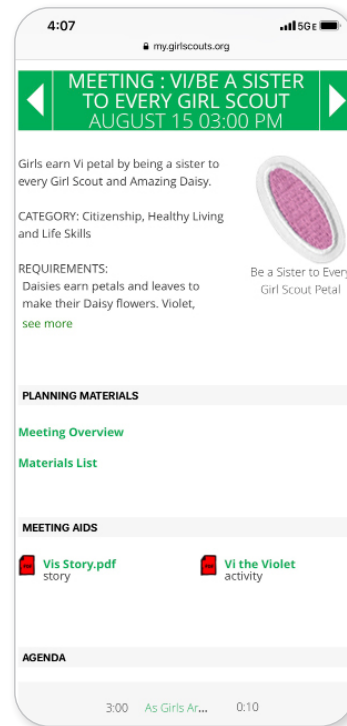 4:07
5GE
my.girlscouts.org
MEETING : VI/BE A SISTER
TO EVERY GIRL SCOUT
AUGUST 15 03:00 PM
Girls earn Vi petal by being a sister to
every Girl Scout and Amazing Daisy.
CATEGORY: Citizenship, Healthy Living
and Life Skills
REQUIREMENTS:
Daisies earn petals and leaves to
make their Daisy flowers. Violet,
see more
Be a Sister to Every
Girl Scout Petal
PLANNING MATERIALS
Meeting Overview
Materials List
MEETING AIDS
Vis Story.pdf
story
Vi the Violet
activity
AGENDA
3:00 As Girls Ar... 0:10